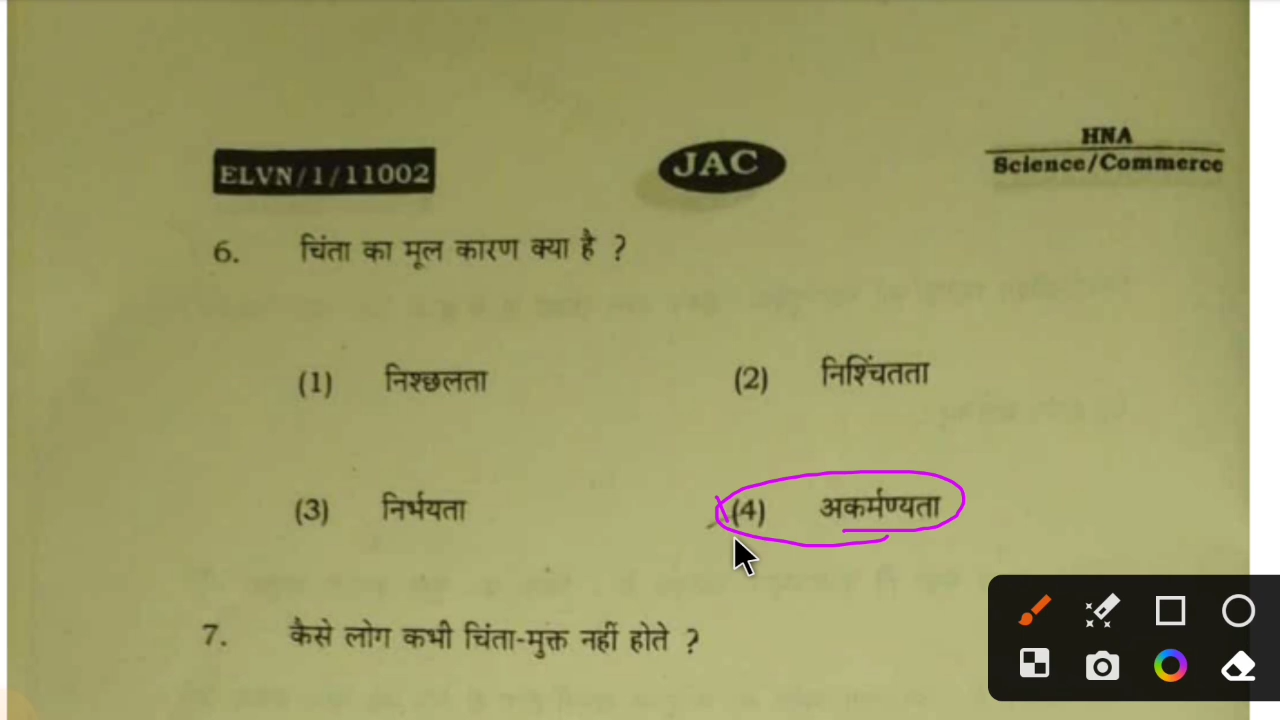 ELVN/1/11002 JAC HNA
Science/Commerce
6. चिंता का मूल कारण क्या है ?
(1) निश्छलता (2) निश्चिंतता
(3) निर्भयता (4) अकर्मण्यता
7. कैसे लोग कभी चिंता-मुक्त नहीं होते ?